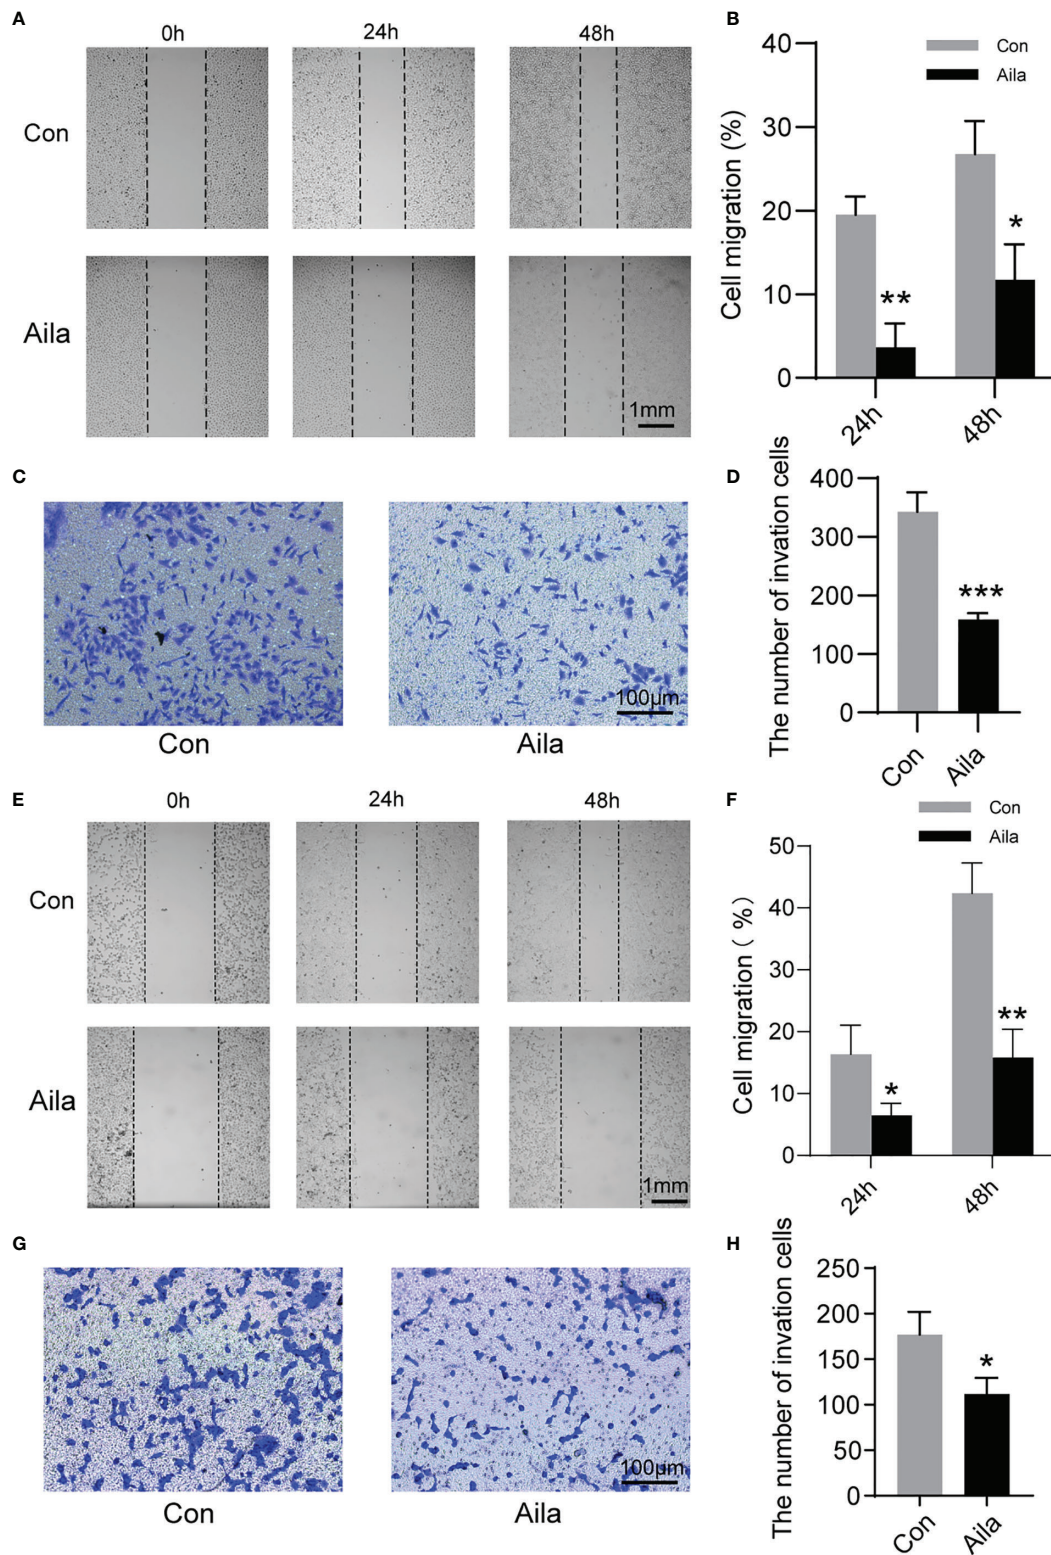 A
0h
24h
48h
Con
Aila
1mm
B
Con
Aila
Cell migration (%)
40
30
20
10
0
**
*
24h
48h
C
100μm
Con
Aila
D
The number of invation cells
400
300
200
100
0
***
Con
Aila
E
0h
24h
48h
Con
Aila
1mm
F
Con
Aila
Cell migration ( %)
50
40
30
20
10
0
*
**
24h
48h
G
100μm
Con
Aila
H
The number of invation cells
250
200
150
100
50
0
*
Con
Aila